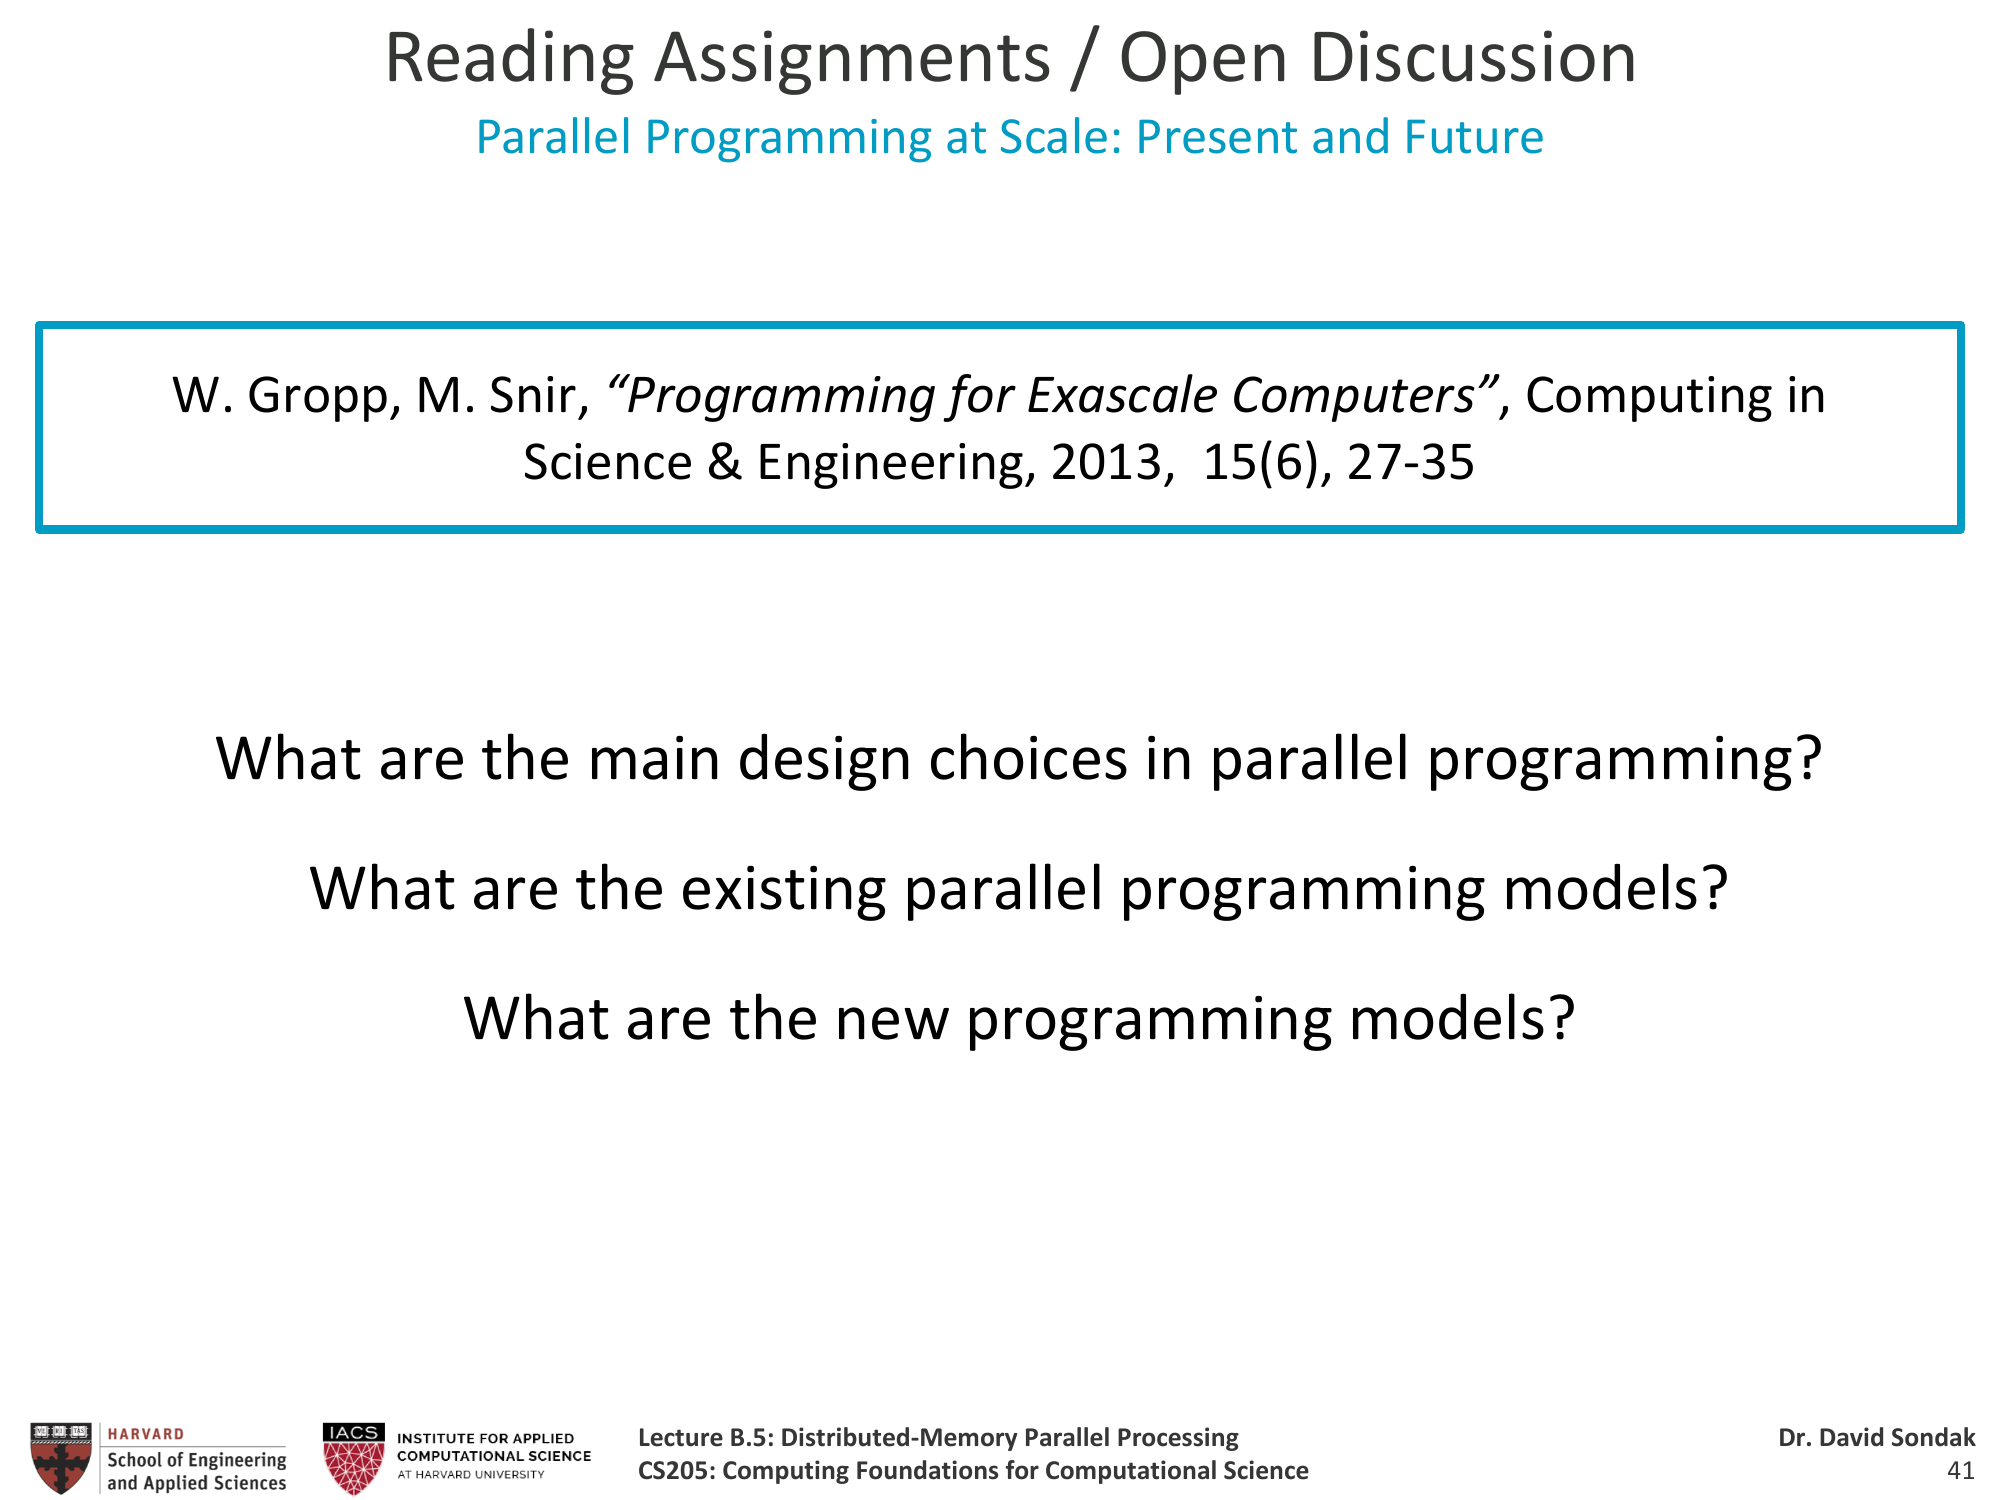 Reading Assignments / Open Discussion
Parallel Programming at Scale: Present and Future
W. Gropp, M. Snir, “Programming for Exascale Computers”, Computing in
Science & Engineering, 2013,  15(6), 27-35
What are the main design choices in parallel programming?
What are the existing parallel programming models?
What are the new programming models?
HARVARD
School of Engineering
and Applied Sciences
IACS
INSTITUTE FOR APPLIED
COMPUTATIONAL SCIENCE
AT HARVARD UNIVERSITY
Lecture B.5: Distributed-Memory Parallel Processing
CS205: Computing Foundations for Computational Science
Dr. David Sondak
41